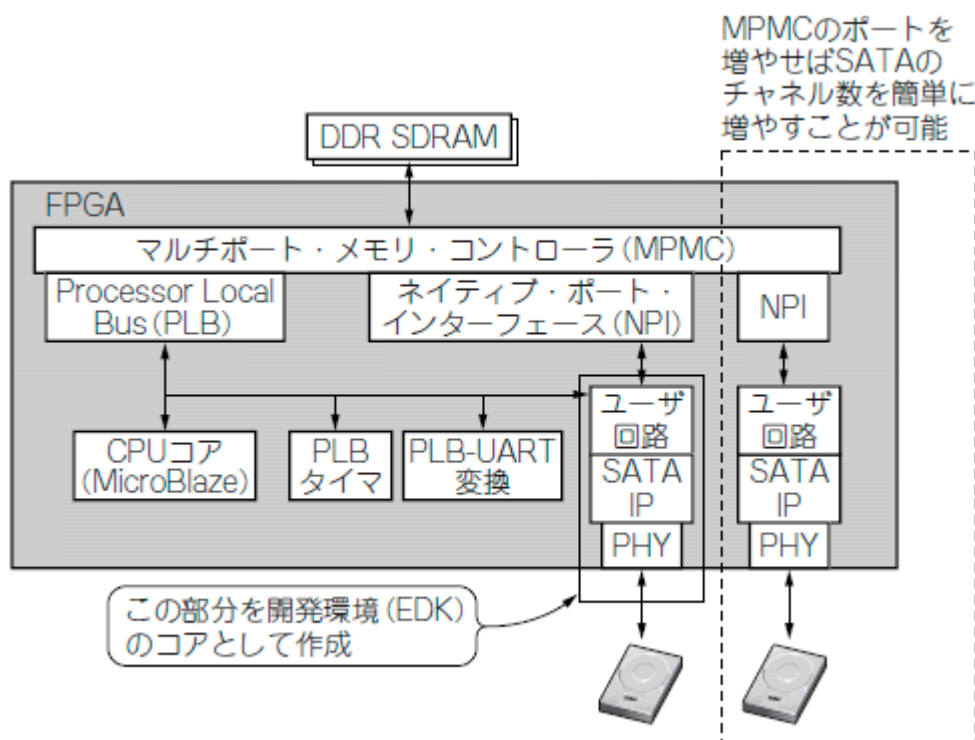 MPMCのポートを
増やせばSATAの
チャネル数を簡単に
増やすことが可能
DDR SDRAM
FPGA
マルチポート・メモリ・コントローラ(MPMC)
Processor Local
Bus(PLB)
ネイティブ・ポート・
インターフェース(NPI)
NPI
CPUコア
(MicroBlaze)
PLB
タイマ
PLB-UART
変換
ユーザ
回路
SATA
IP
PHY
ユーザ
回路
SATA
IP
PHY
この部分を開発環境(EDK)
のコアとして作成